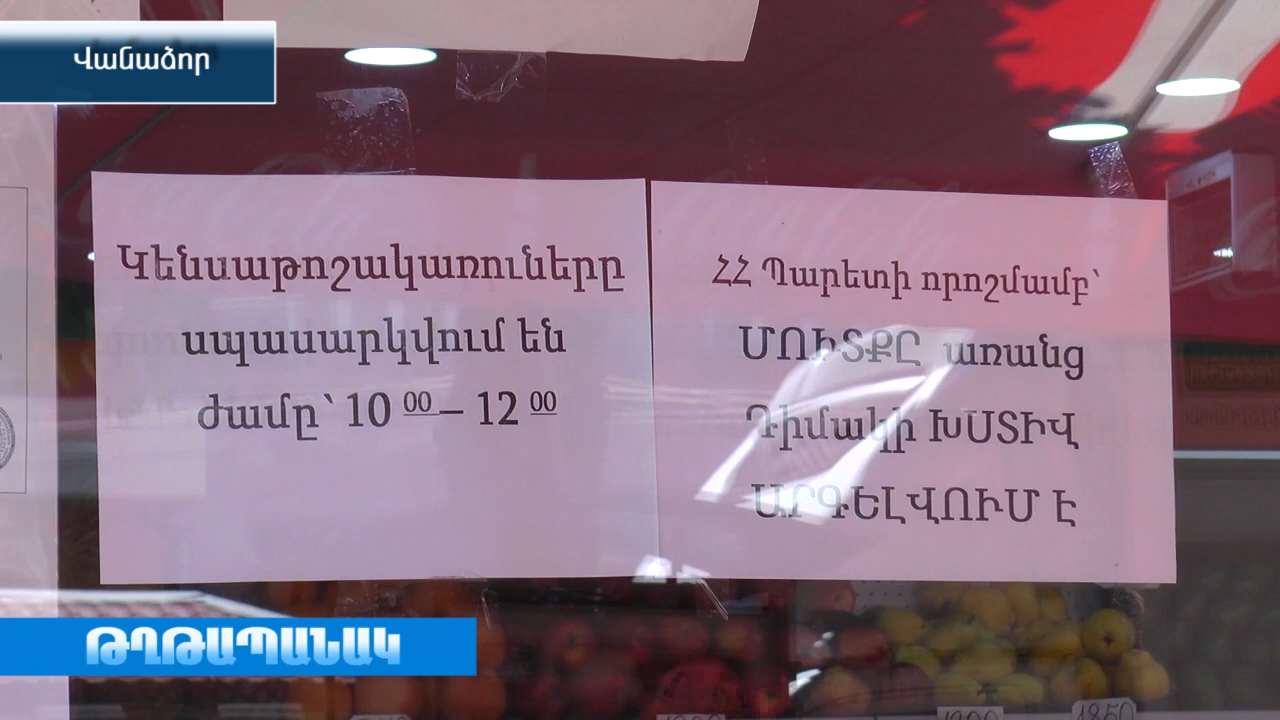 Վանաձոր
Կենսաթոշակառուները
սպասարկվում են
ժամը՝ 10 00 – 12 00
ՀՀ Պարետի որոշմամբ՝
ՄՈՒՏՔԸ առանց
Դիմակի ԽՍՏԻՎ
ԱՐԳԵԼՎՈՒՄ Է
ԹՂԹԱՊԱՆԱԿ
1850